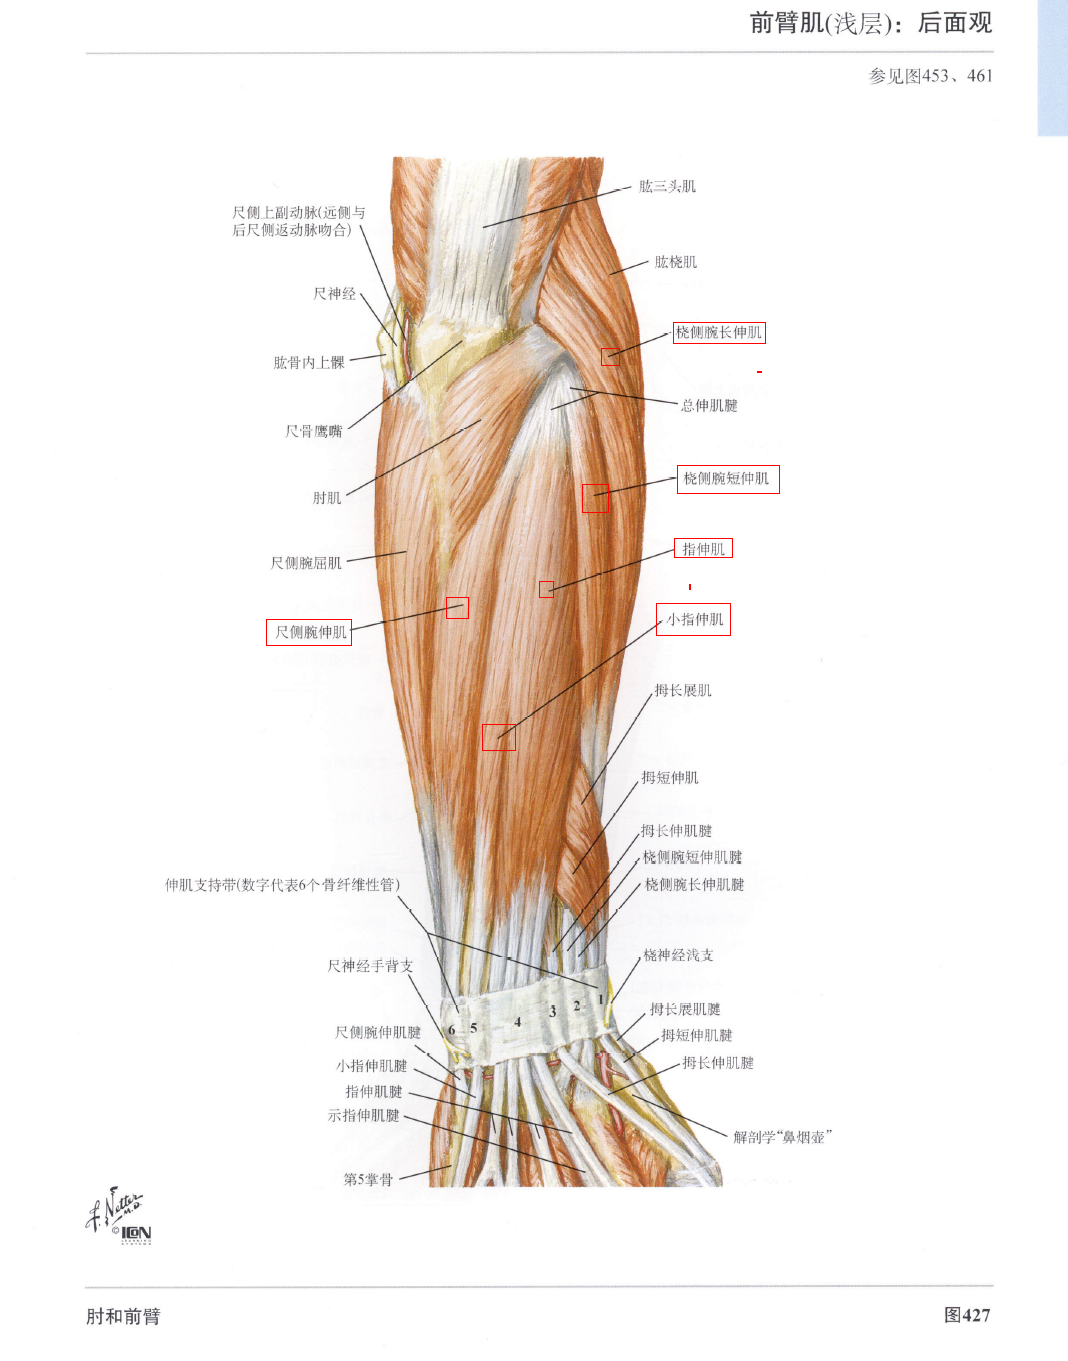 前臂肌(浅层)：后面观
参见图453、461
肱三头肌
尺侧上副动脉(远侧与
后尺侧返动脉吻合)
肱桡肌
尺神经
桡侧腕长伸肌
肱骨内上髁
总伸肌腱
尺骨鹰嘴
桡侧腕短伸肌
肘肌
指伸肌
尺侧腕屈肌
小指伸肌
尺侧腕伸肌
拇长展肌
拇短伸肌
拇长伸肌腱
桡侧腕短伸肌腱
桡侧腕长伸肌腱
伸肌支持带(数字代表6个骨纤维性管)
桡神经浅支
尺神经手背支
6 5 4 3 2 1
拇长展肌腱
尺侧腕伸肌腱
拇短伸肌腱
小指伸肌腱
拇长伸肌腱
指伸肌腱
示指伸肌腱
解剖学“鼻烟壶”
第5掌骨
F. Netter
M.D.
© ICON
肘和前臂
图427